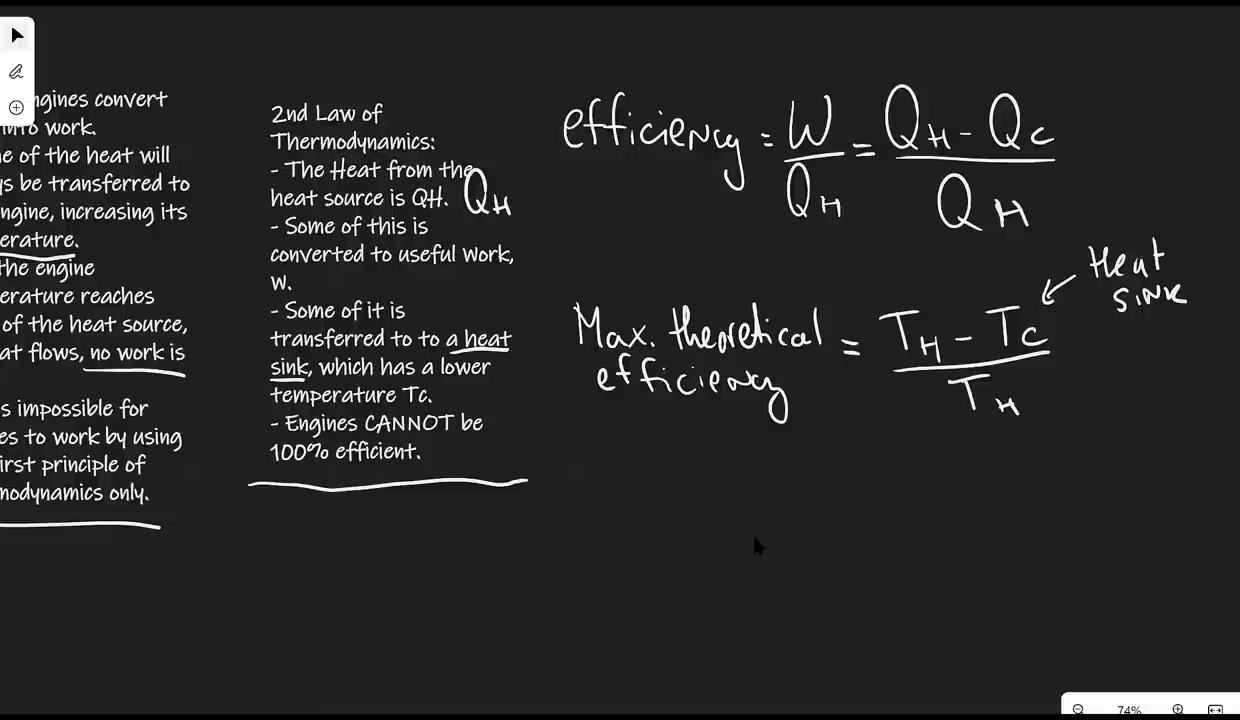 ngines convert
into work.
e of the heat will
ys be transferred to
ngine, increasing its
erature.
the engine
erature reaches
of the heat source,
at flows, no work is
s impossible for
es to work by using
irst principle of
modynamics only.
2nd Law of
Thermodynamics:
- The Heat from the
heat source is QH.
QH
- Some of this is
converted to useful Work,
W.
- Some of it is
transferred to to a heat
sink, which has a lower
temperature Tc.
- Engines CANNOT be
100% efficient.
efficiency = W/QH = QH - Qc/QH
Heat
sink
Max. theoretical
efficiency = TH - Tc/TH
74%